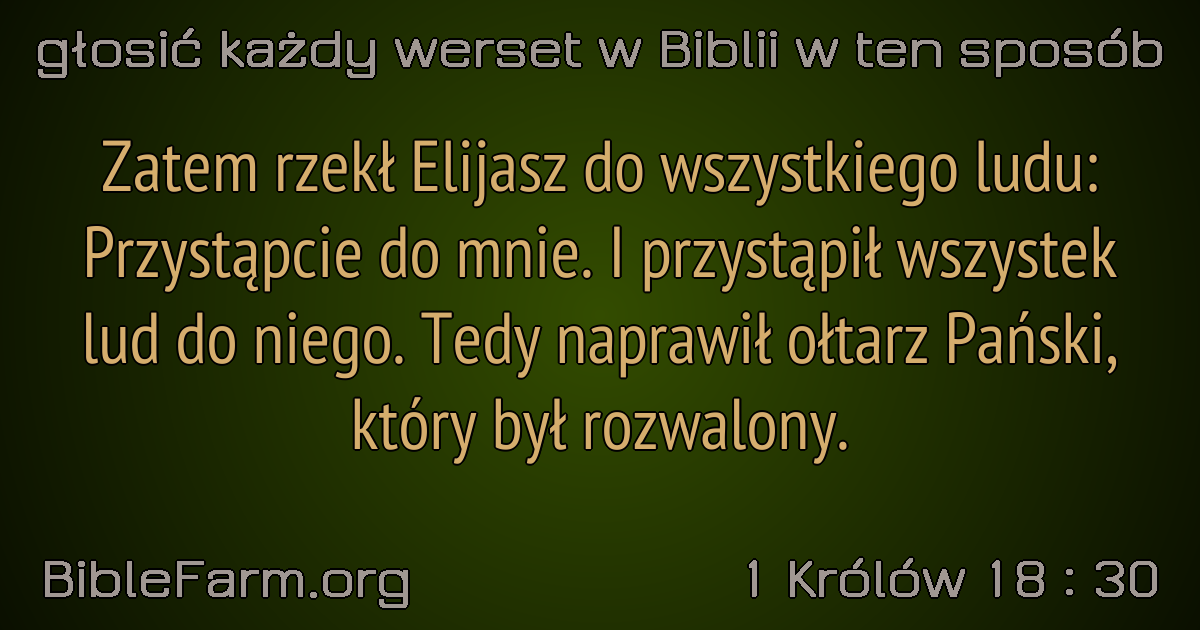 głosić każdy werset w Biblii w ten sposób
Zatem rzekł Elijasz do wszystkiego ludu:
Przystąpcie do mnie. I przystąpił wszystek
lud do niego. Tedy naprawił ołtarz Pański,
który był rozwalony.
BibleFarm.org
1 Królów 18 : 30